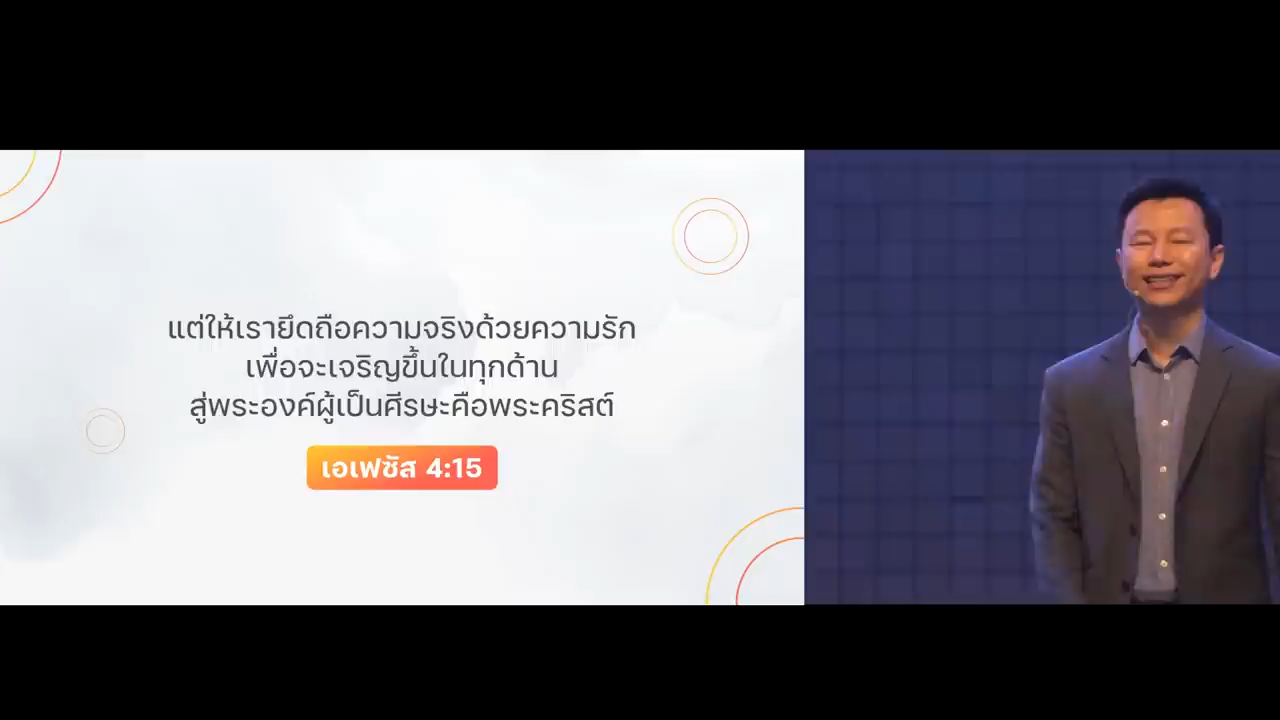 แต่ให้เรายึดถือความจริงด้วยความรัก
เพื่อจะเจริญขึ้นในทุกด้าน
สู่พระองค์ผู้เป็นศีรษะคือพระคริสต์
เอเฟซัส 4:15